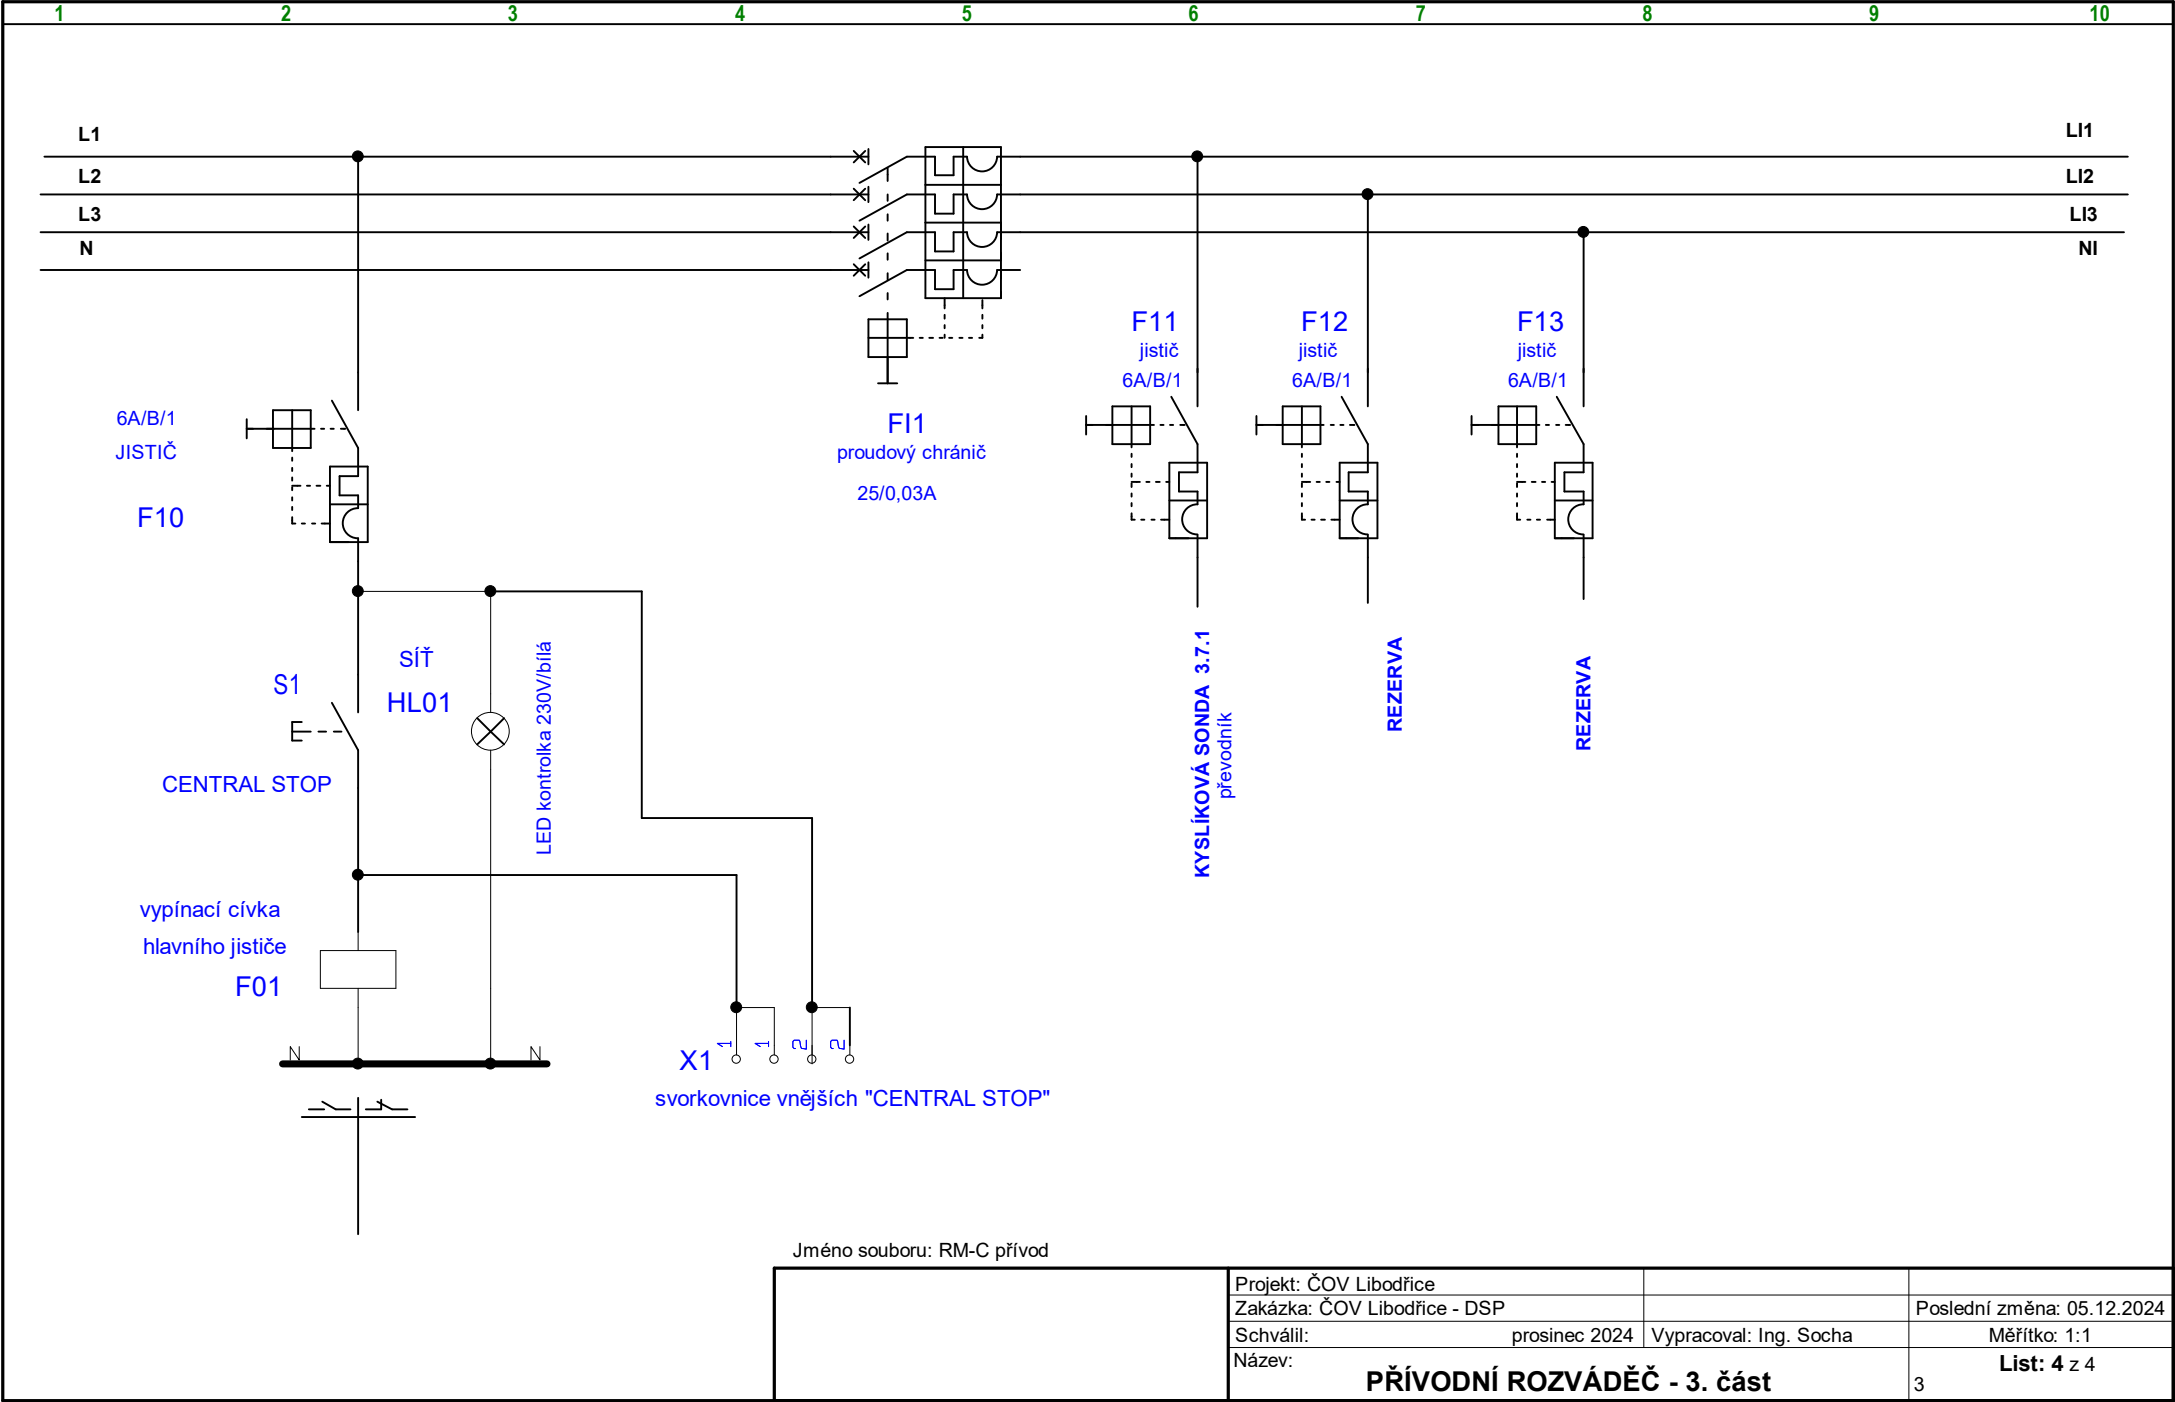 1 2 3 4 5 6 7 8 9 10
L1
LI1
L2
LI2
L3
LI3
N
NI
6A/B/1
JISTIČ
F10
FI1
proudový chránič
25/0,03A
F11
jistič
6A/B/1
F12
jistič
6A/B/1
F13
jistič
6A/B/1
S1
CENTRAL STOP
SÍŤ
HL01
LED kontrolka 230V/bílá
KYSLÍKOVÁ SONDA 3.7.1
převodník
REZERVA
REZERVA
vypínací cívka
hlavního jističe
F01
N
N
X1
1
1
2
2
svorkovnice vnějších "CENTRAL STOP"
Jméno souboru: RM-C přívod
Projekt: ČOV Libodřice
Zakázka: ČOV Libodřice - DSP
Poslední změna: 05.12.2024
Schválil: prosinec 2024
Vypracoval: Ing. Socha
Měřítko: 1:1
Název:
PŘÍVODNÍ ROZVÁDĚČ - 3. část
List: 4 z 4
3